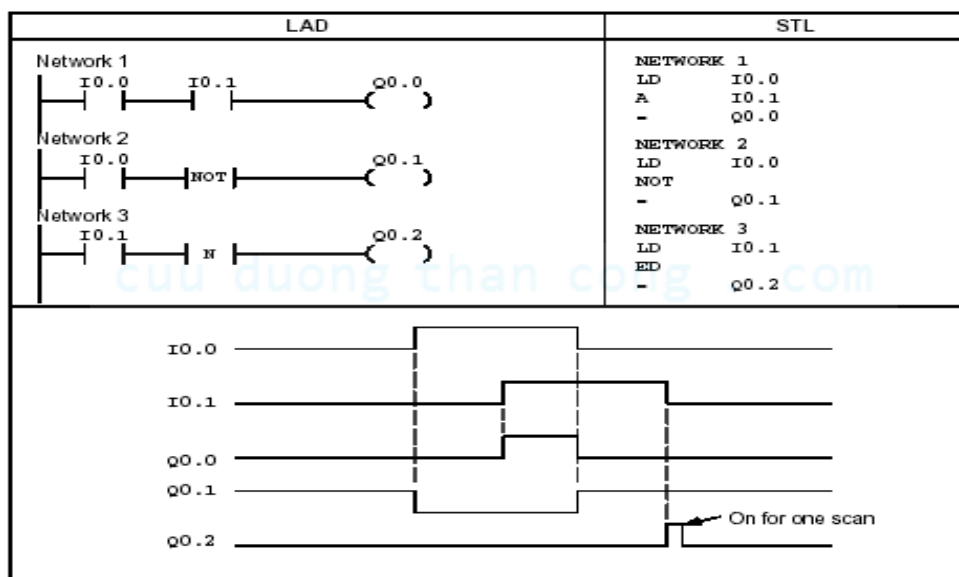 LAD
STL
Network 1
I0.0 I0.1 Q0.0
Network 2
I0.0 NOT Q0.1
Network 3
I0.1 N Q0.2
NETWORK 1
LD I0.0
A I0.1
= Q0.0
NETWORK 2
LD I0.0
NOT
= Q0.1
NETWORK 3
LD I0.1
ED
= Q0.2
cuu duong than cong . com
I0.0
I0.1
Q0.0
Q0.1
On for one scan
Q0.2